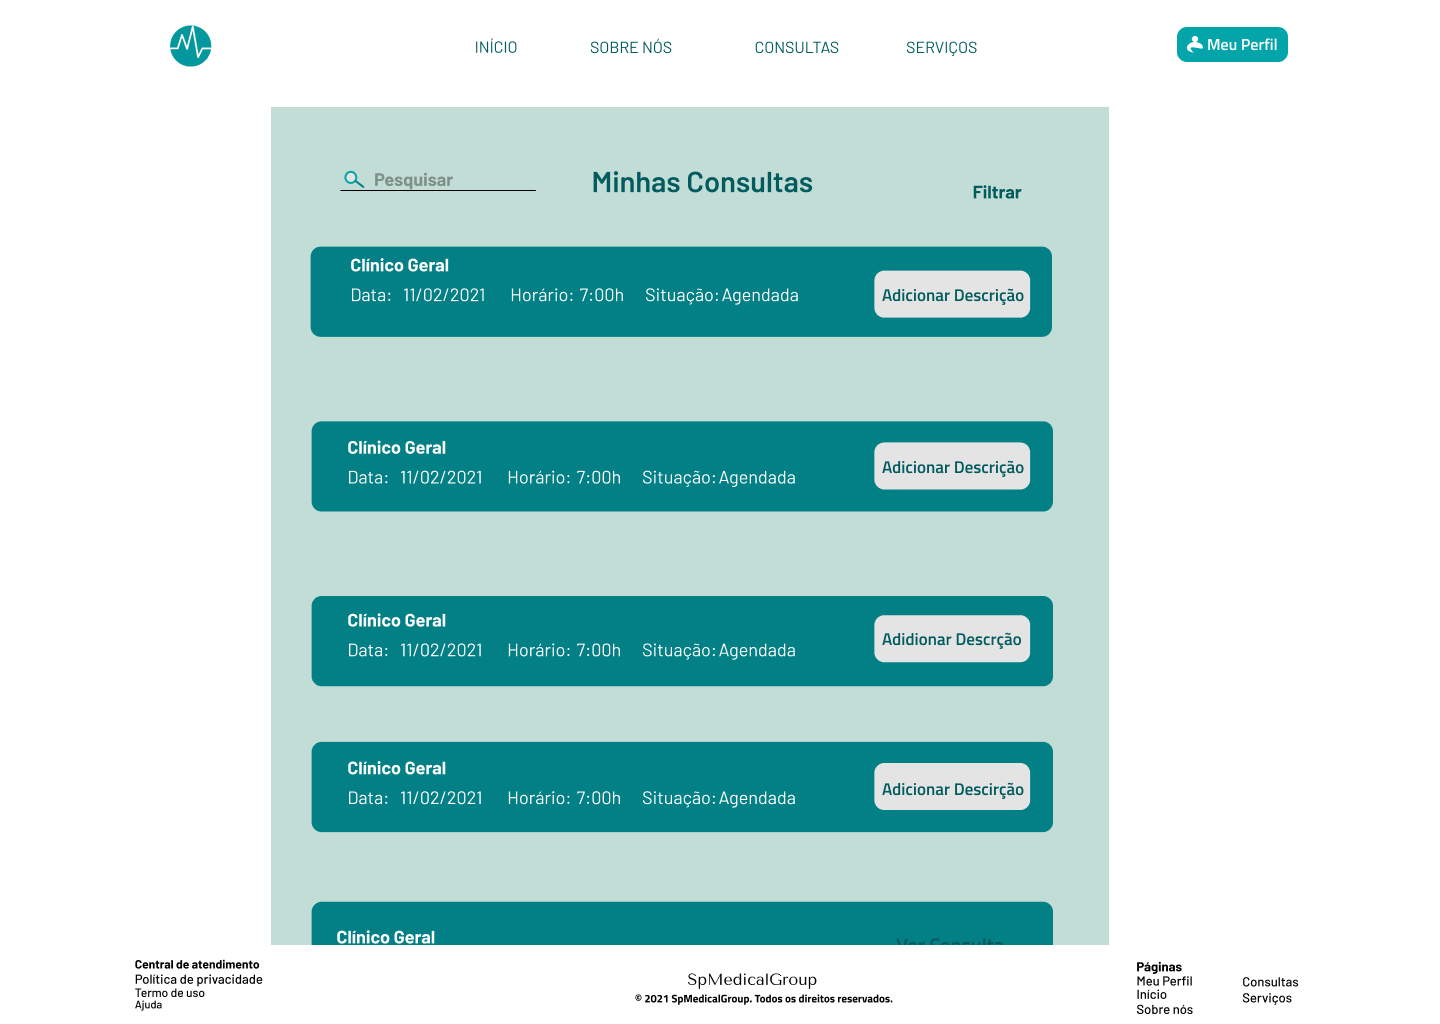 INÍCIO SOBRE NÓS CONSULTAS SERVIÇOS Meu Perfil
Pesquisar Minhas Consultas Filtrar
Clínico Geral
Data: 11/02/2021 Horário: 7:00h Situação: Agendada Adicionar Descrição
Clínico Geral
Data: 11/02/2021 Horário: 7:00h Situação: Agendada Adicionar Descrição
Clínico Geral
Data: 11/02/2021 Horário: 7:00h Situação: Agendada Adidionar Descrção
Clínico Geral
Data: 11/02/2021 Horário: 7:00h Situação: Agendada Adicionar Descirção
Clínico Geral Ver Consulta
Central de atendimento
Política de privacidade
Termo de uso
Ajuda
SpMedicalGroup
© 2021 SpMedicalGroup. Todos os direitos reservados.
Páginas
Meu Perfil
Início
Sobre nós
Consultas
Serviços